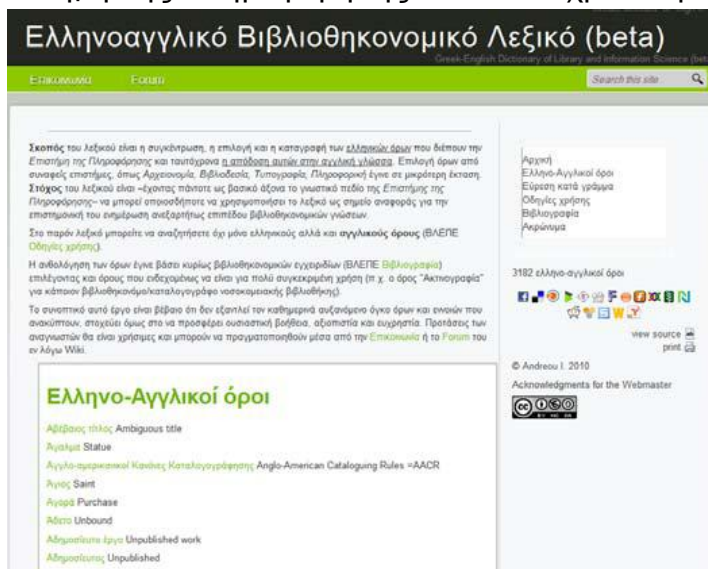 Ελληνοαγγλικό Βιβλιοθηκονομικό Λεξικό (beta)
Greek-English Dictionary of Library and Information Science (beta
Επικοινωνία Forum
Search this site
Σκοπός του λεξικού είναι η συγκέντρωση, η επιλογή και η καταγραφή των ελληνικών όρων που διέπουν την
Επιστήμη της Πληροφόρησης και ταυτόχρονα η απόδοση αυτών στην αγγλική γλώσσα. Επιλογή όρων από
συναφείς επιστήμες, όπως Αρχειονομία, Βιβλιοδεσία, Τυπογραφία, Πληροφορική έγινε σε μικρότερη έκταση.
Στόχος του λεξικού είναι –έχοντας πάντοτε ως βασικό άξονα το γνωστικό πεδίο της Επιστήμης της
Πληροφόρησης– να μπορεί οποιοσδήποτε να χρησιμοποιήσει το λεξικό ως σημείο αναφοράς για την
επιστημονική του ενημέρωση ανεξαρτήτως επιπέδου βιβλιοθηκονομικών γνώσεων.
Στο παρόν λεξικό μπορείτε να αναζητήσετε όχι μόνο ελληνικούς αλλά και αγγλικούς όρους (ΒΛΕΠΕ
Οδηγίες χρήσης).
Η ανθολόγηση των όρων έγινε βάσει κυρίως βιβλιοθηκονομικών εγχειριδίων (ΒΛΕΠΕ Βιβλιογραφία)
επιλέγοντας και όρους που ενδεχομένως να είναι για πολύ συγκεκριμένη χρήση (π.χ. ο όρος "Ακτινογραφία"
για κάποιον βιβλιοθηκονόμο/καταλογογράφο νοσοκομειακής βιβλιοθήκης).
Το συνοπτικό αυτό έργο είναι βέβαιο ότι δεν εξαντλεί τον καθημερινά αυξανόμενο όγκο όρων και εννοιών που
ανακύπτουν, στοχεύει όμως στο να προσφέρει ουσιαστική βοήθεια, αξιοπιστία και ευχρηστία. Προτάσεις των
αναγνωστών θα είναι χρήσιμες και μπορούν να πραγματοποιηθούν μέσα από την Επικοινωνία ή το Forum του
εν λόγω Wiki.
Ελληνο-Αγγλικοί όροι
Αβέβαιος τίτλος Ambiguous title
Άγαλμα Statue
Αγγλο-αμερικανικοί Κανόνες Καταλογογράφησης Anglo-American Cataloguing Rules =AACR
Άγιος Saint
Αγορά Purchase
Άδετο Unbound
Αδημοσίευτο έργο Unpublished work
Αδημοσίευτος Unpublished
Αρχική
Ελληνο-Αγγλικοί όροι
Εύρεση κατά γράμμα
Οδηγίες χρήσης
Βιβλιογραφία
Ακρώνυμα
3182 ελληνο-αγγλικοί όροι
view source
print
© Andreou I. 2010
Acknowledgments for the Webmaster